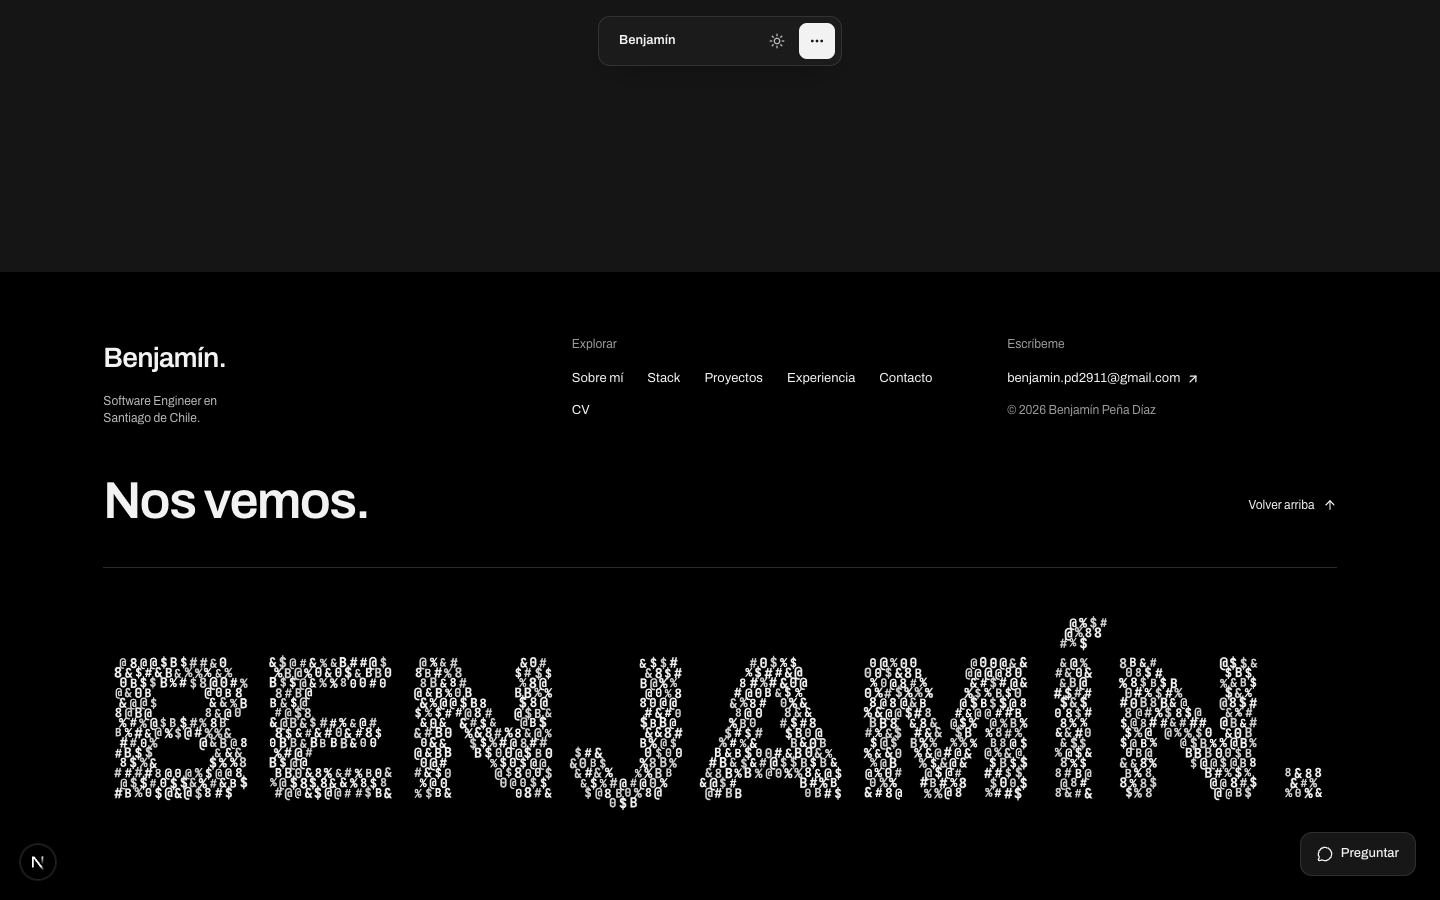 Benjamín
Benjamín.
Software Engineer en
Santiago de Chile.
Explorar
Sobre mí Stack Proyectos Experiencia Contacto
CV
Escríbeme
benjamin.pd2911@gmail.com
© 2026 Benjamín Peña Díaz
Nos vemos.
Volver arriba
BENJAMÍN.
N
Preguntar